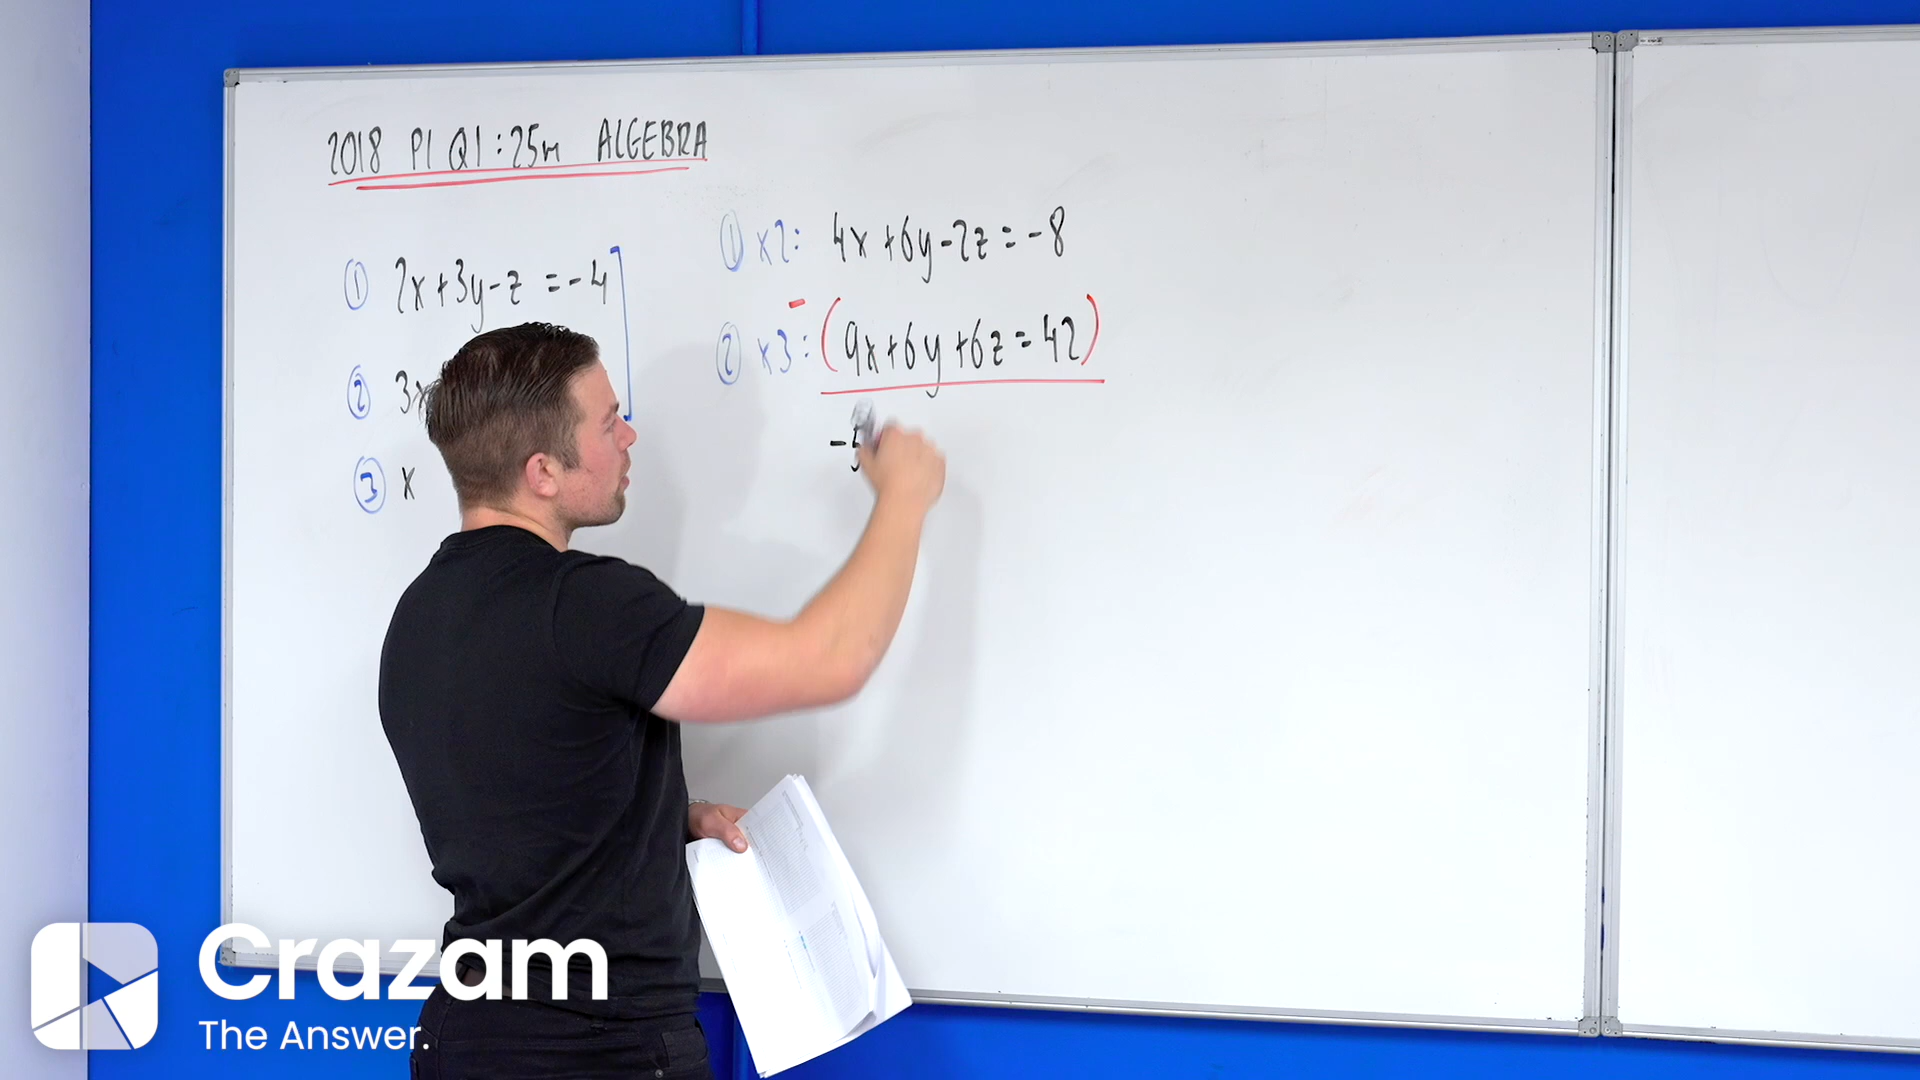 2018 P1 Q1 : 25m ALGEBRA
① 2x+3y-z =-4
② 3x
③ x
① x2: 4x+6y-2z=-8
- 
② x3: (9x+6y+6z=42)
-5
Crazam
The Answer.